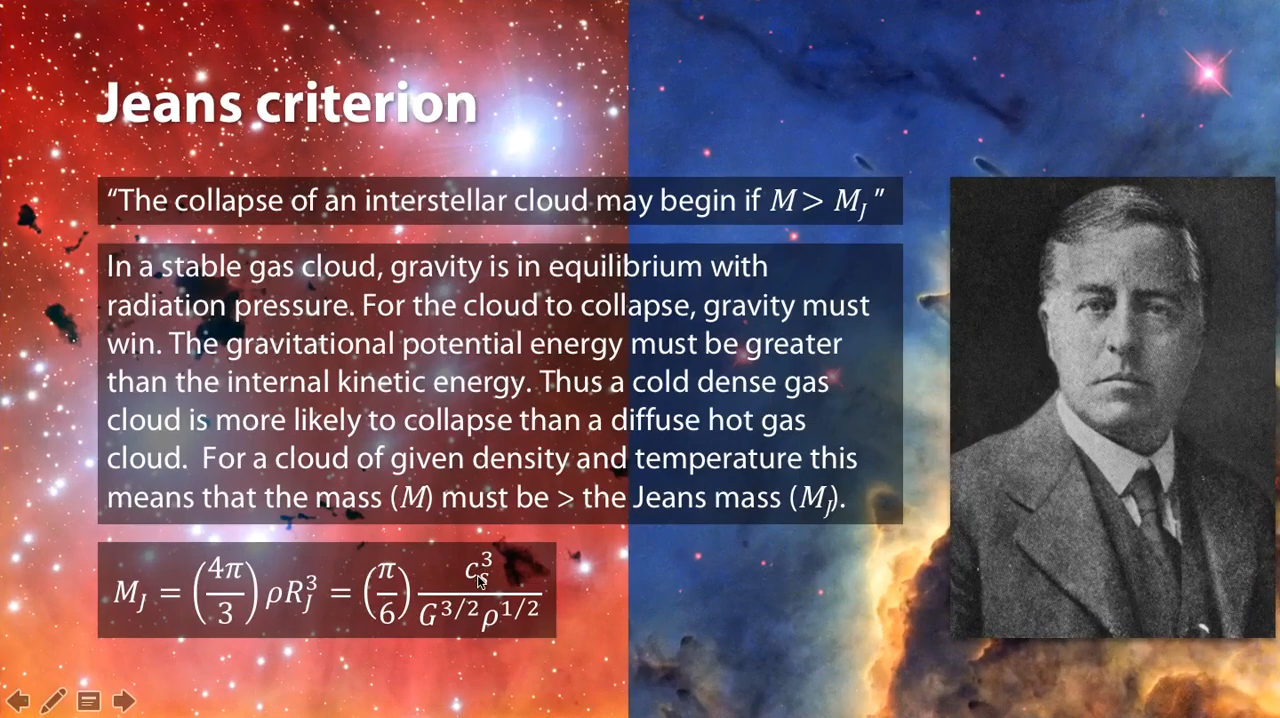 Jeans criterion
“The collapse of an interstellar cloud may begin if M > M_J ”
In a stable gas cloud, gravity is in equilibrium with
radiation pressure. For the cloud to collapse, gravity must
win. The gravitational potential energy must be greater
than the internal kinetic energy. Thus a cold dense gas
cloud is more likely to collapse than a diffuse hot gas
cloud.  For a cloud of given density and temperature this
means that the mass (M) must be > the Jeans mass (M_J).
M_J = (4π/3) ρR_J^3 = (π/6) c_s^3 / G^{3/2}ρ^{1/2}